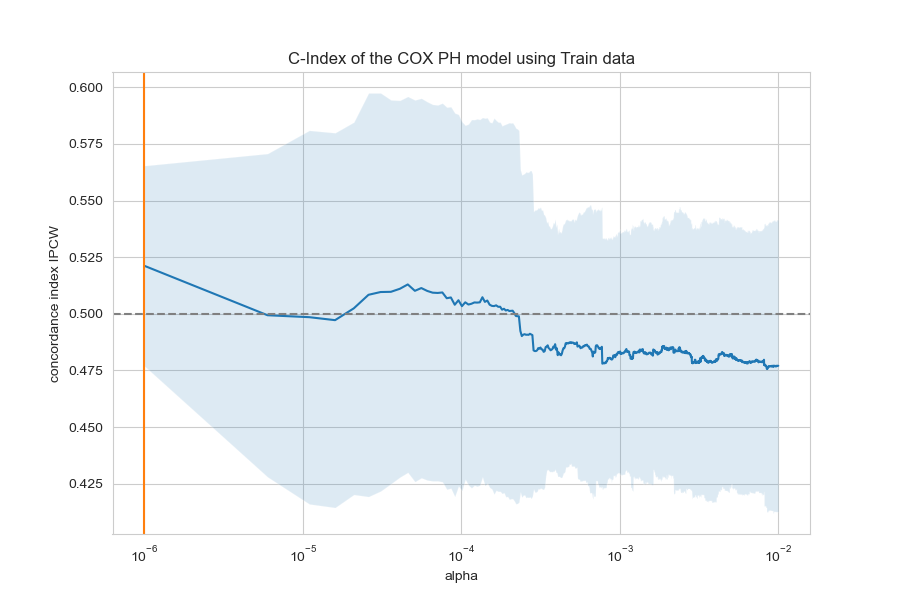 C-Index of the COX PH model using Train data
concordance index IPCW
0.600
0.575
0.550
0.525
0.500
0.475
0.450
0.425
10⁻⁶ 10⁻⁵ 10⁻⁴ 10⁻³ 10⁻²
alpha